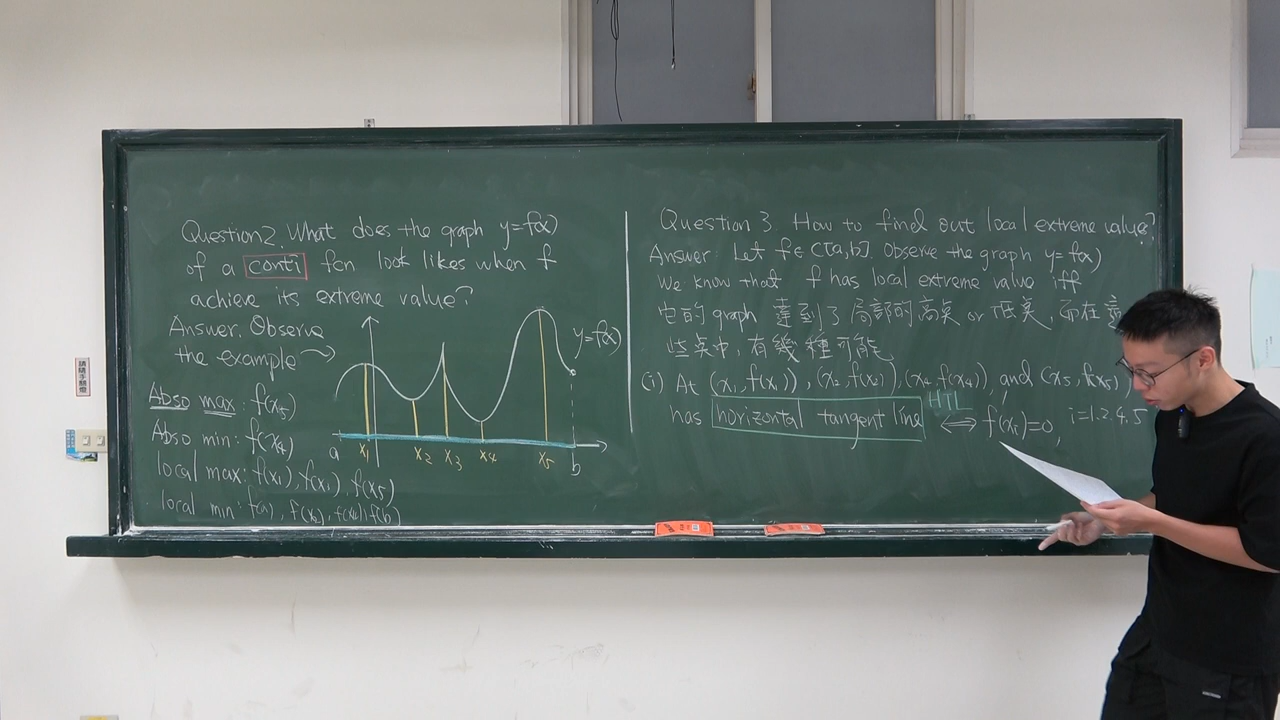 Question2. What does the graph y=f(x)
of a conti fcn look likes when f
achieve its extreme value?
Answer. Observe
the example →
Abso max: f(x5)
Abso min: f(x4)
local max: f(x1), f(x3), f(x5)
local min: f(a), f(x2), f(x4), f(b)
y=f(x)
a x1 x2 x3 x4 x5 b
Question 3. How to find out local extreme value?
Answer: Let f∈C[a,b]. Observe the graph y=f(x)
We know that f has local extreme value iff
它的 graph 達到了局部的高點 or 低點, 而在這
些點中, 有幾種可能
(i) At (x1, f(x1)), (x2, f(x2)), (x4, f(x4)), and (x5, f(x5)),
HTL
has horizontal tangent line ⟺ f'(xi)=0, i=1.2.4.5
請隨手關燈